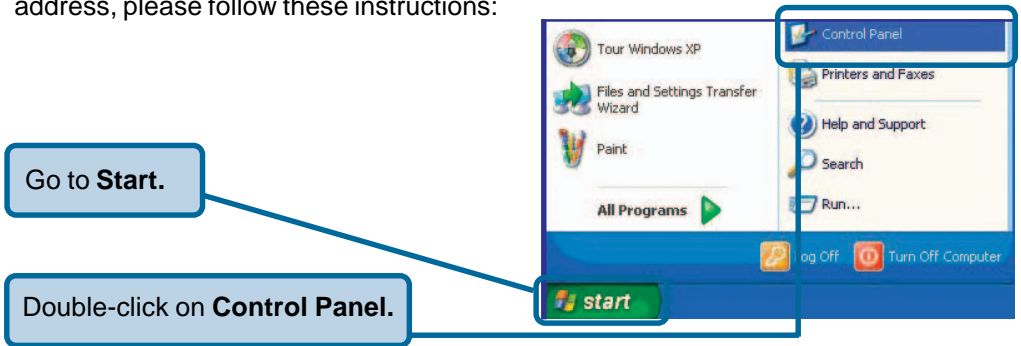 address, please follow these instructions:
Tour Windows XP
Files and Settings Transfer
Wizard
Paint
All Programs
Control Panel
Printers and Faxes
Help and Support
Search
Run...
Log Off
Turn Off Computer
start
Go to Start.
Double-click on Control Panel.